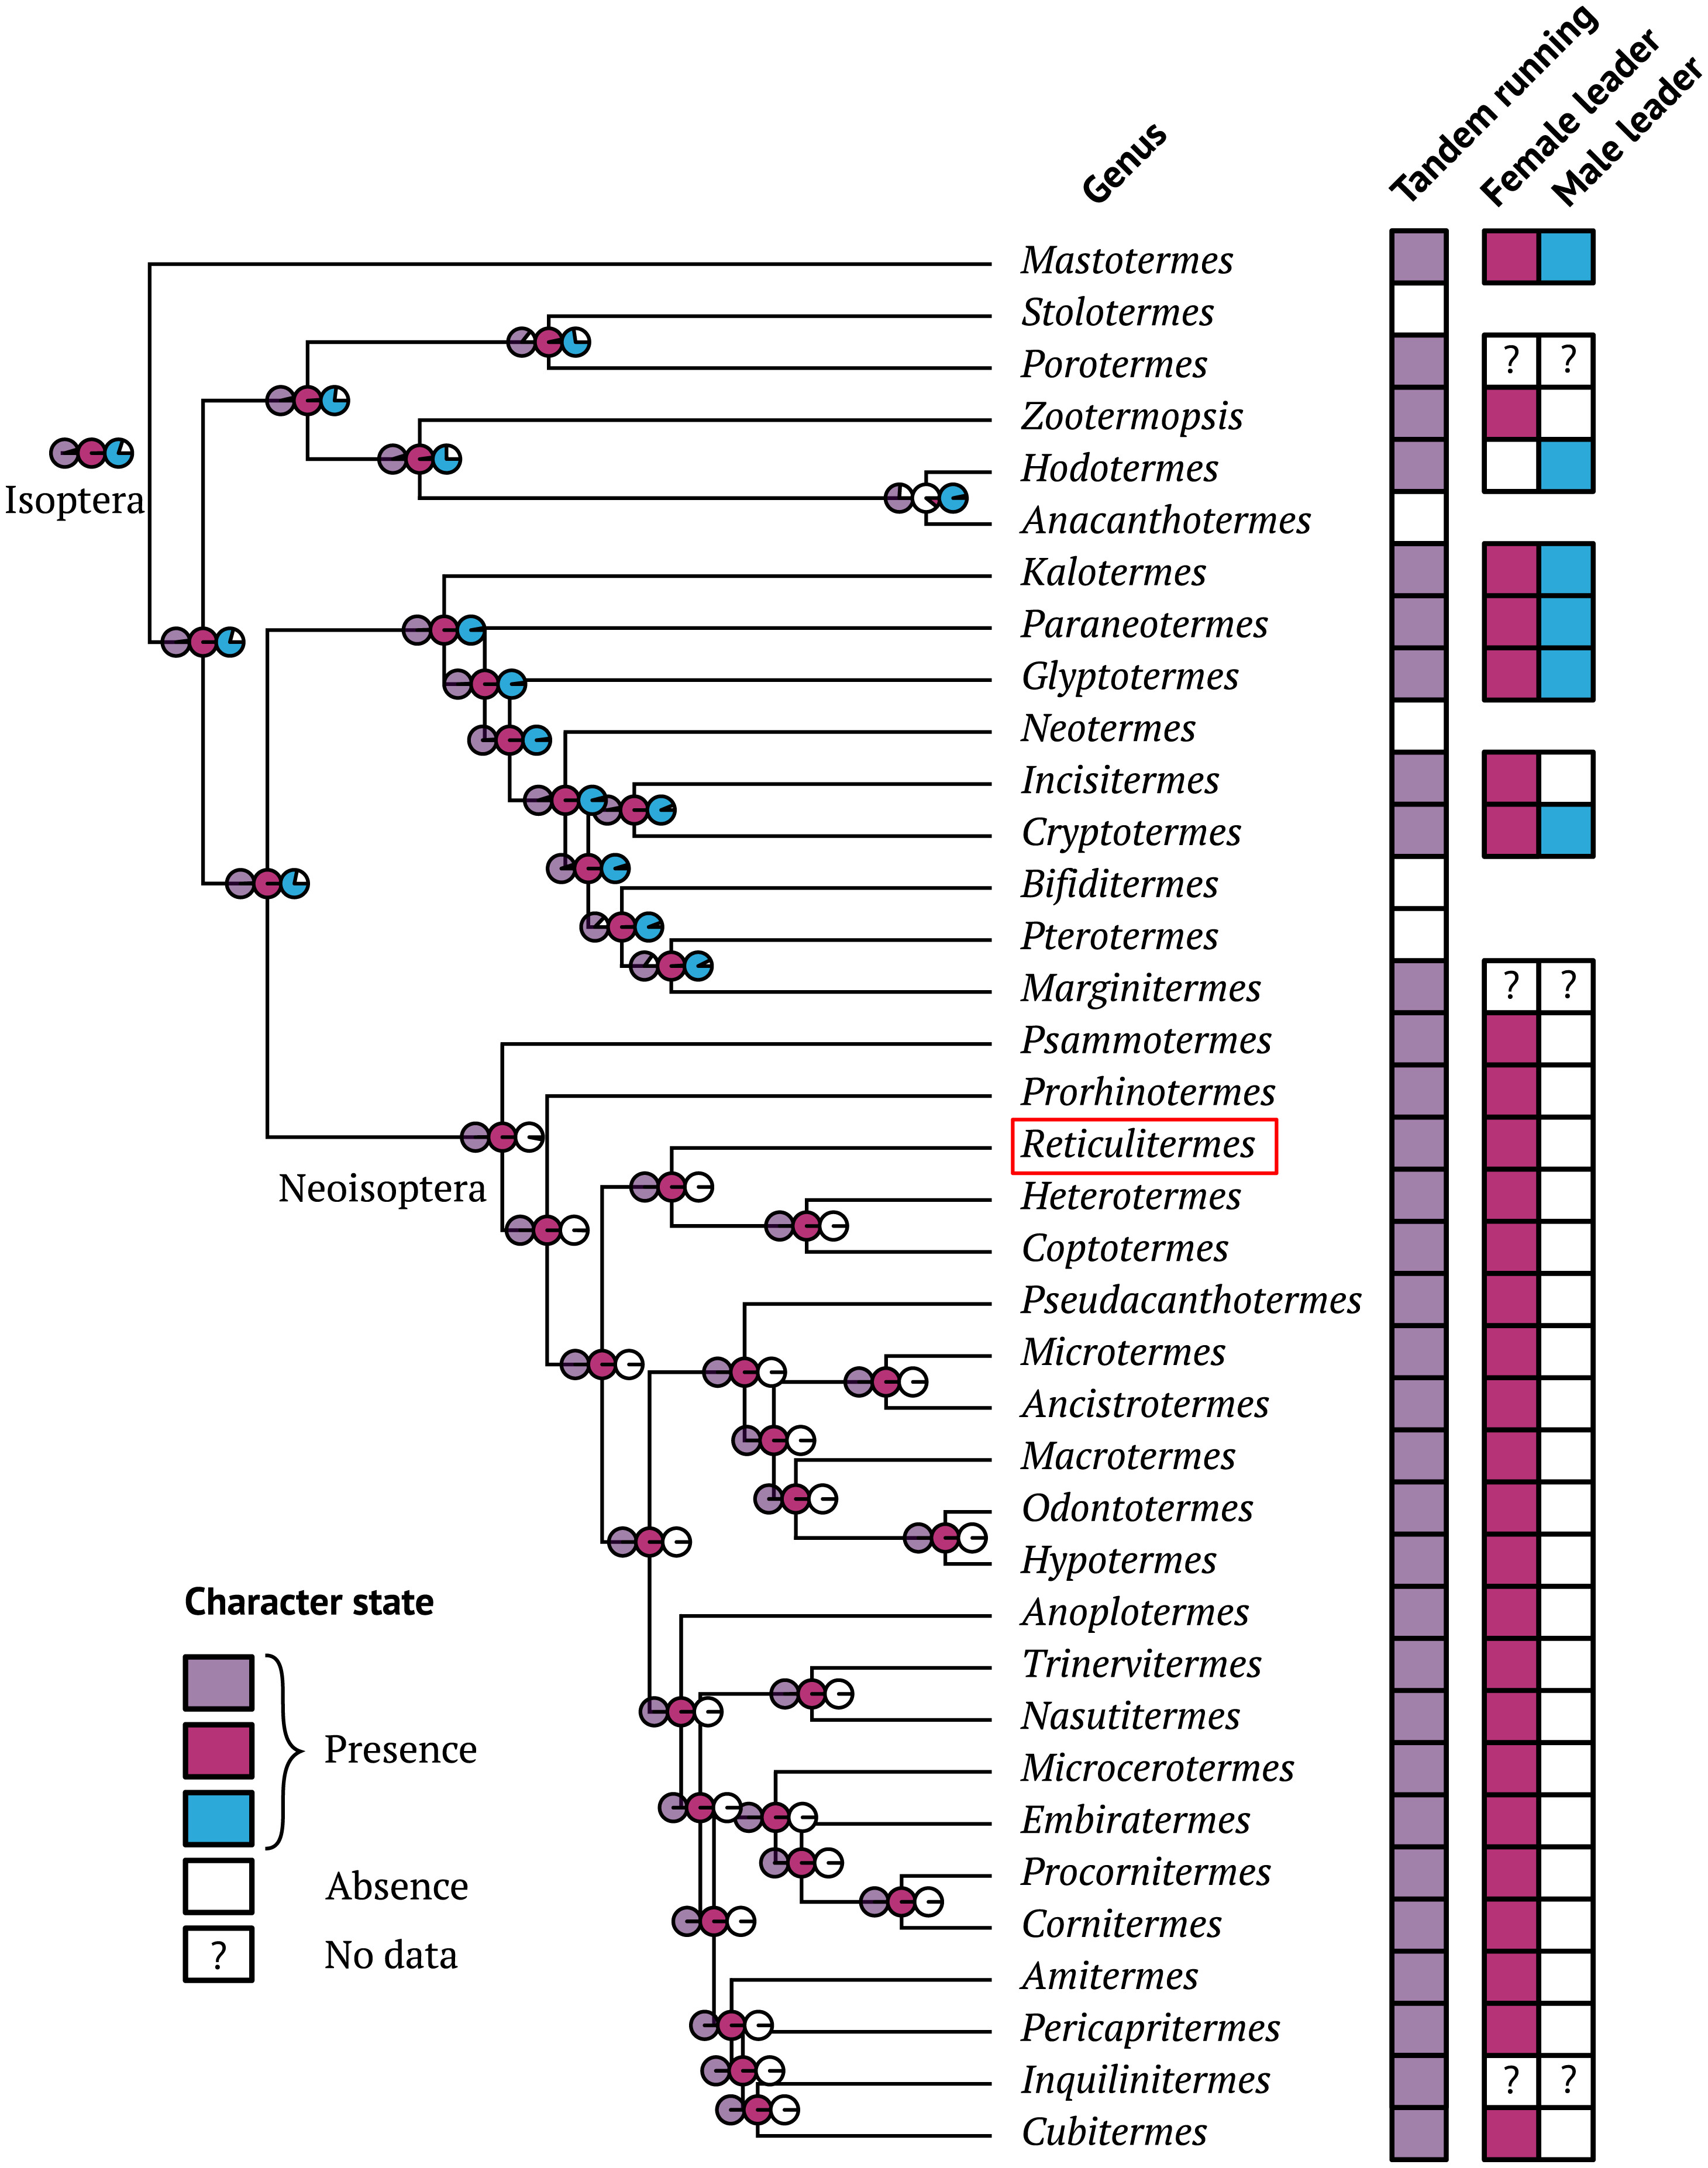 Genus
Tandem running
Female leader
Male leader
Mastotermes
Stolotermes
Porotermes ? ?
Zootermopsis
Hodotermes
Isoptera
Anacanthotermes
Kalotermes
Paraneotermes
Glyptotermes
Neotermes
Incisitermes
Cryptotermes
Bifiditermes
Pterotermes
Marginitermes ? ?
Psammotermes
Prorhinotermes
Reticulitermes
Neoisoptera
Heterotermes
Coptotermes
Pseudacanthotermes
Microtermes
Ancistrotermes
Macrotermes
Odontotermes
Hypotermes
Anoplotermes
Trinervitermes
Nasutitermes
Microcerotermes
Embiratermes
Procornitermes
Cornitermes
Amitermes
Pericapritermes
Inquilinitermes ? ?
Cubitermes
Character state
Presence
Absence
? No data